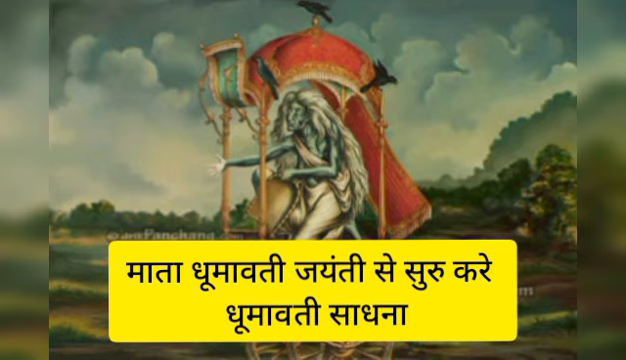 माता धूमावती जयंती से सुरु करे
धूमावती साधना